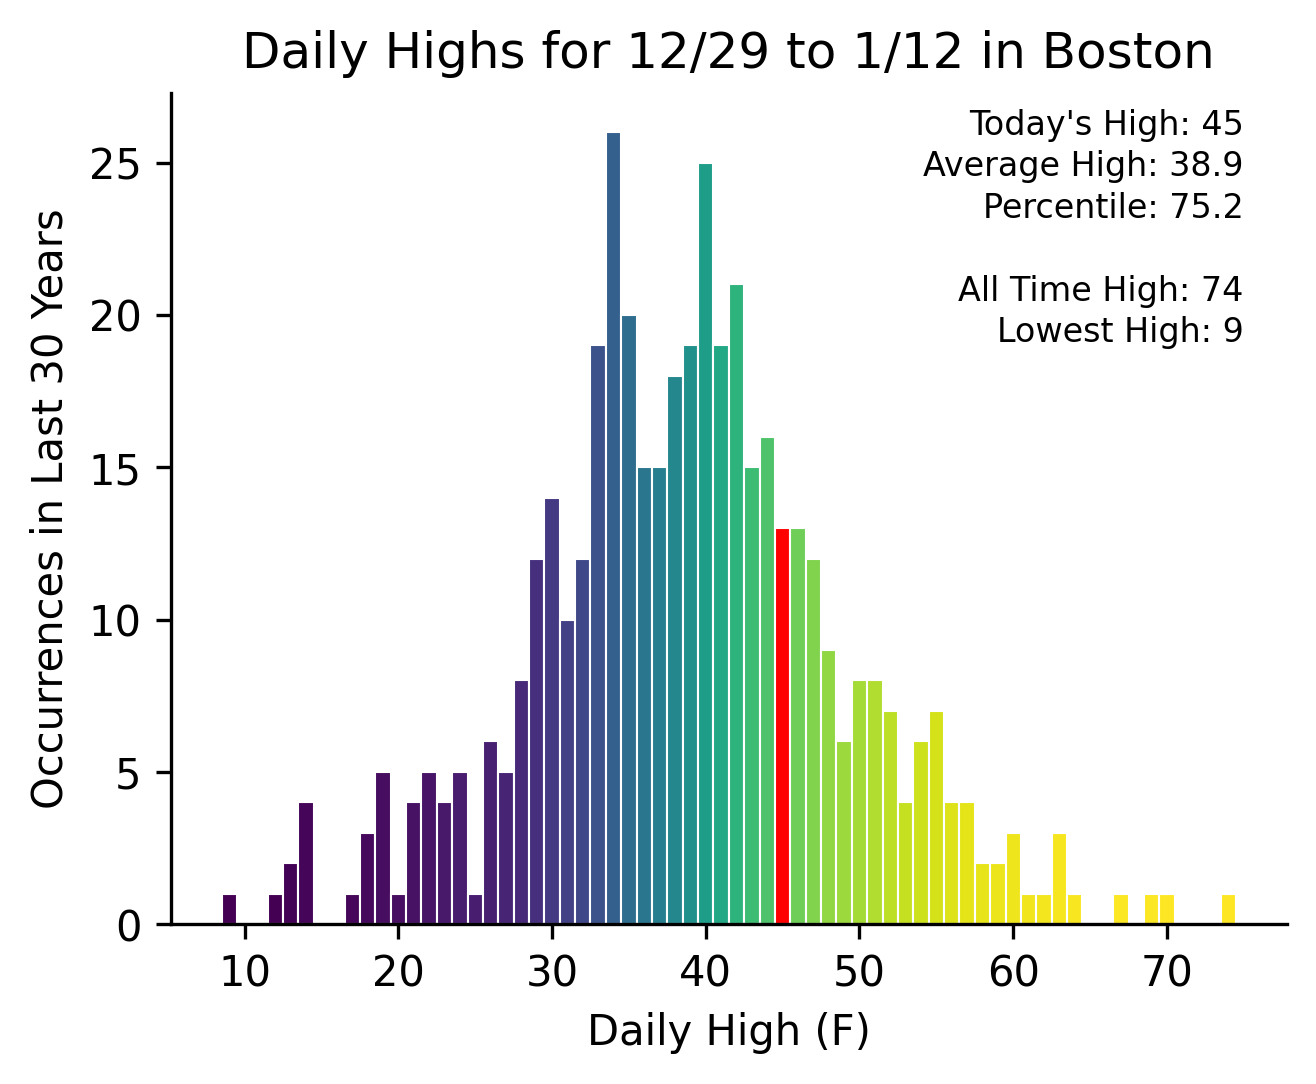 Daily Highs for 12/29 to 1/12 in Boston
Today's High: 45
Average High: 38.9
Percentile: 75.2
All Time High: 74
Lowest High: 9
Occurrences in Last 30 Years
25
20
15
10
5
0
10 20 30 40 50 60 70
Daily High (F)